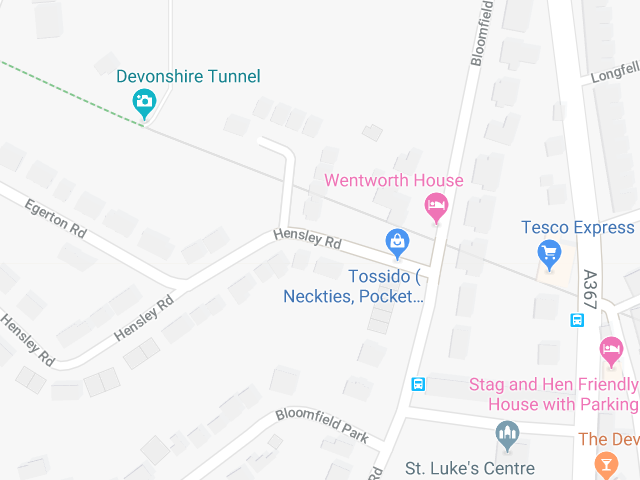 Bloomfield
Longfell
Devonshire Tunnel
Wentworth House
Egerton Rd
Hensley Rd
Tesco Express
Tossido (
Neckties, Pocket...
A367
Hensley Rd
Hensley Rd
Stag and Hen Friendly
House with Parking
Bloomfield Park
The Dev
St. Luke's Centre
Rd